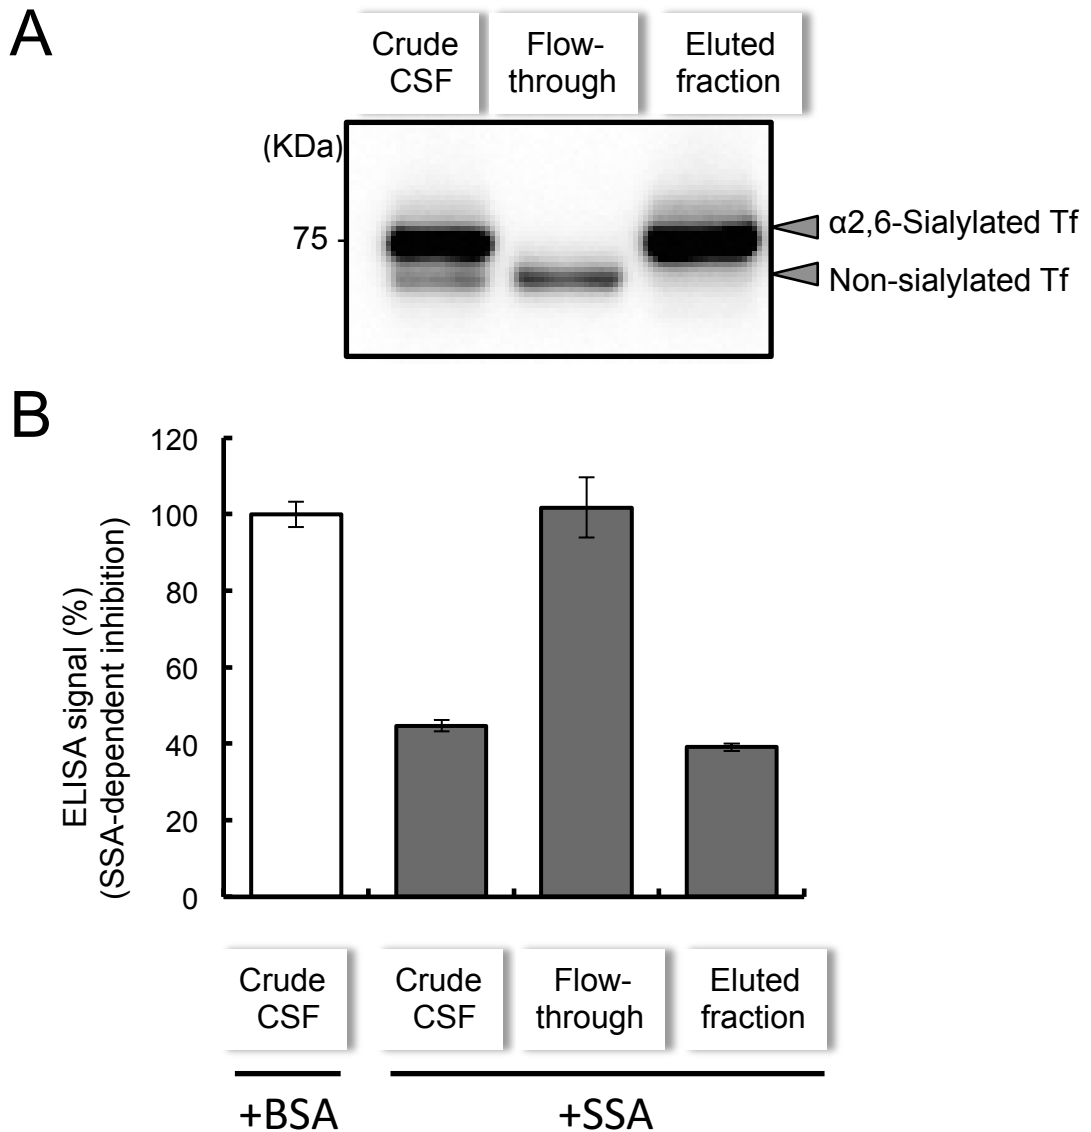 A
Crude
CSF
Flow-
through
Eluted
fraction
(KDa)
75
α2,6-Sialylated Tf
Non-sialylated Tf
B
ELISA signal (%)
(SSA-dependent inhibition)
120
100
80
60
40
20
0
Crude
CSF
Crude
CSF
Flow-
through
Eluted
fraction
+BSA
+SSA